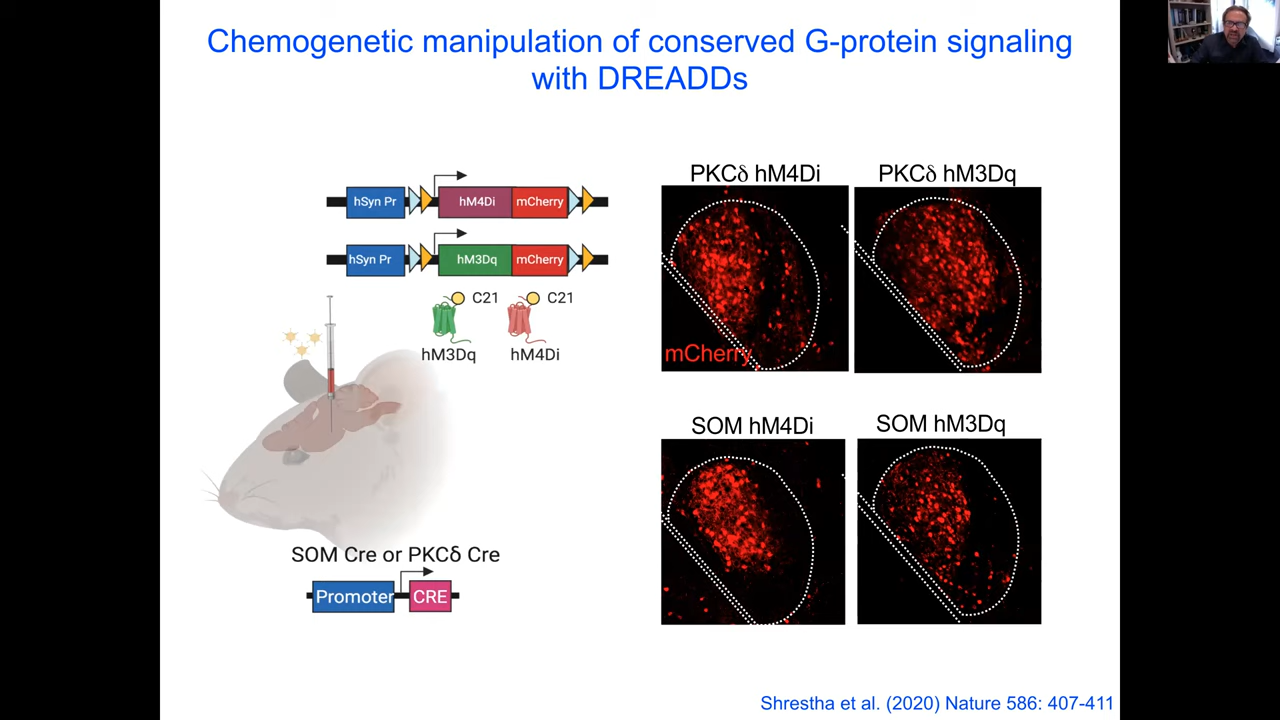 Chemogenetic manipulation of conserved G-protein signaling
with DREADDs
hSyn Pr hM4Di mCherry
hSyn Pr hM3Dq mCherry
C21 C21
hM3Dq hM4Di
SOM Cre or PKCδ Cre
Promoter CRE
PKCδ hM4Di PKCδ hM3Dq
mCherry
SOM hM4Di SOM hM3Dq
Shrestha et al. (2020) Nature 586: 407-411